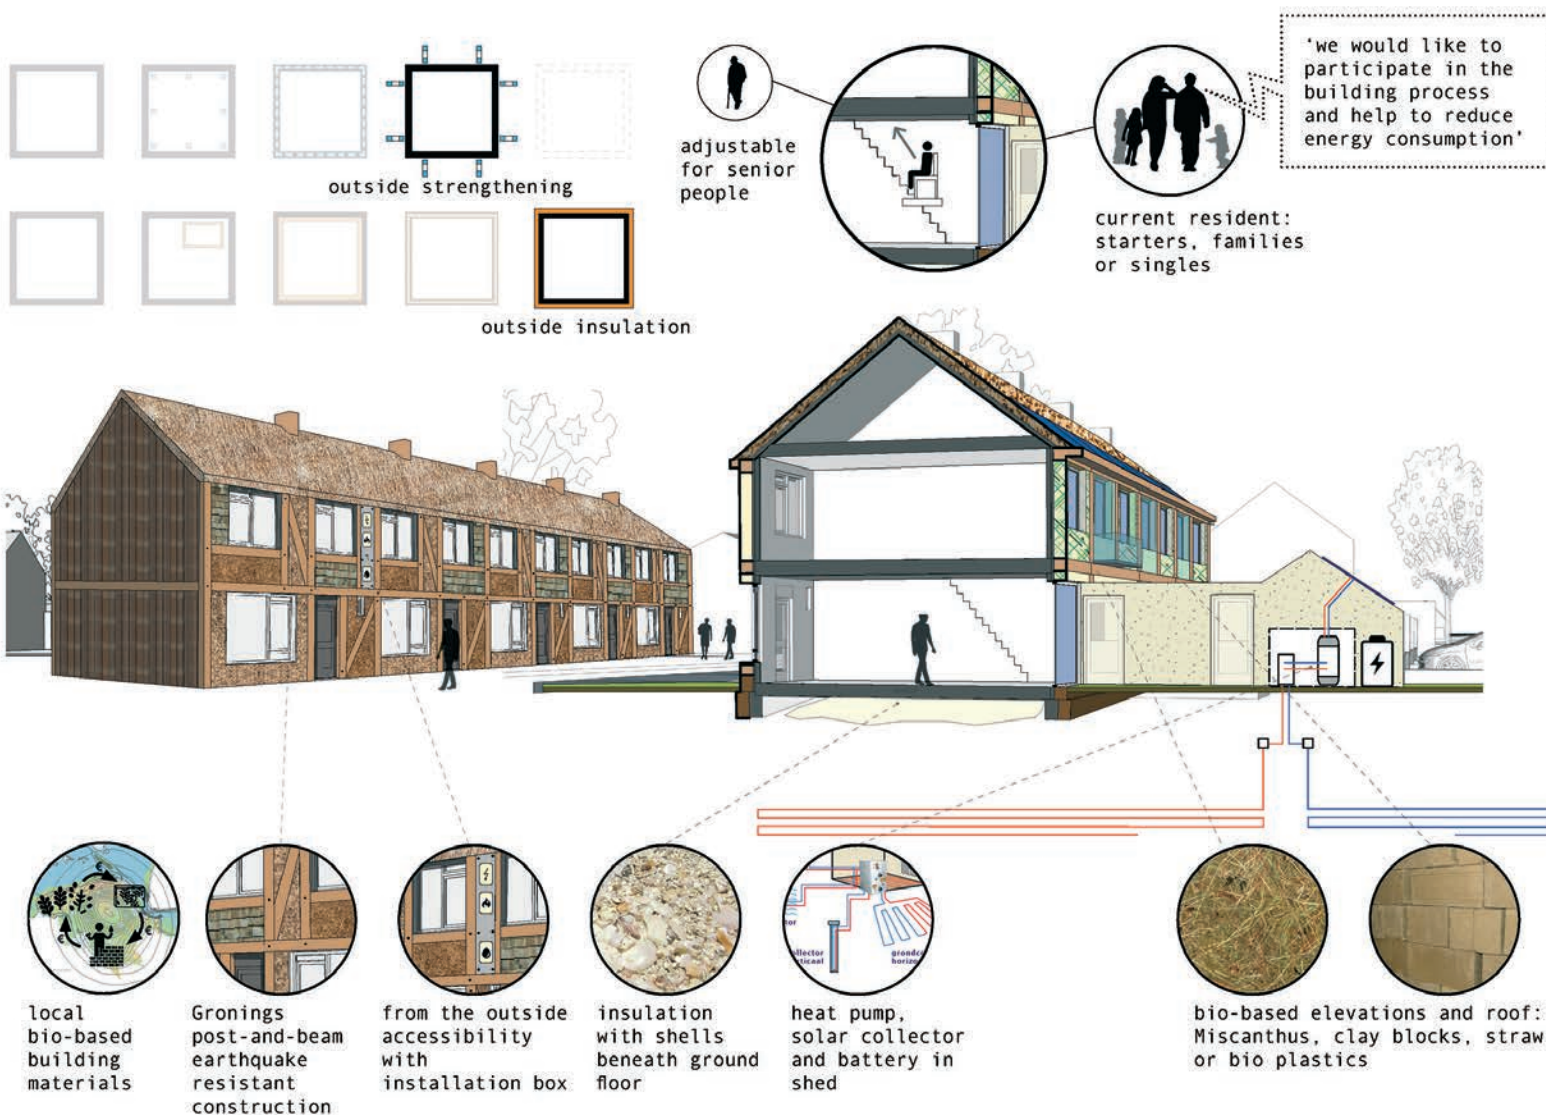 outside strengthening
outside insulation
adjustable
for senior
people
current resident:
starters, families
or singles
'we would like to
participate in the
building process
and help to reduce
energy consumption'
local
bio-based
building
materials
Gronings
post-and-beam
earthquake
resistant
construction
from the outside
accessibility
with
installation box
insulation
with shells
beneath ground
floor
heat pump,
solar collector
and battery in
shed
bio-based elevations and roof:
Miscanthus, clay blocks, straw
or bio plastics